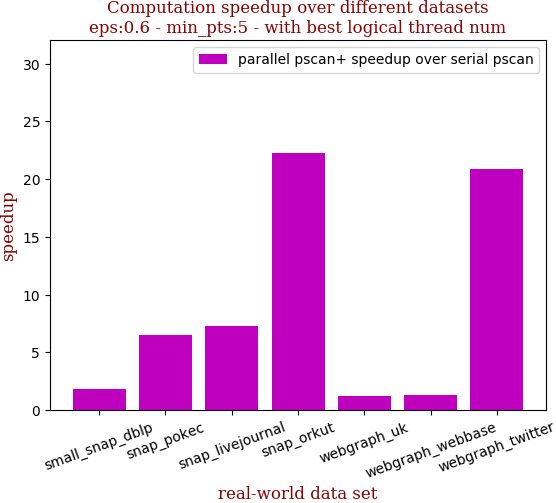 Computation speedup over different datasets
eps:0.6 - min_pts:5 - with best logical thread num
parallel pscan+ speedup over serial pscan
speedup
30
25
20
15
10
5
0
small_snap_dblp
snap_pokec
snap_livejournal
snap_orkut
webgraph_uk
webgraph_webbase
webgraph_twitter
real-world data set